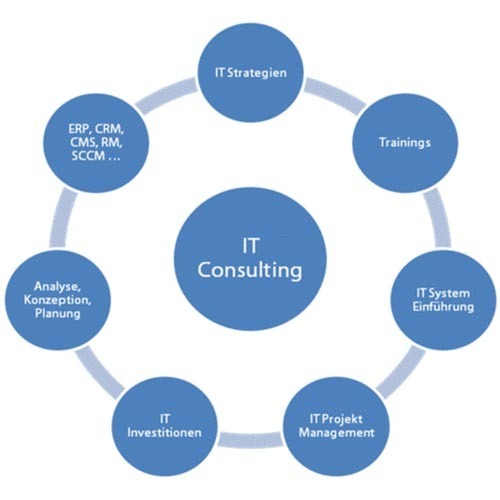 IT Strategien
Trainings
IT System
Einführung
IT Projekt
Management
IT
Investitionen
Analyse,
Konzeption,
Planung
ERP, CRM,
CMS, RM,
SCCM ...
IT
Consulting